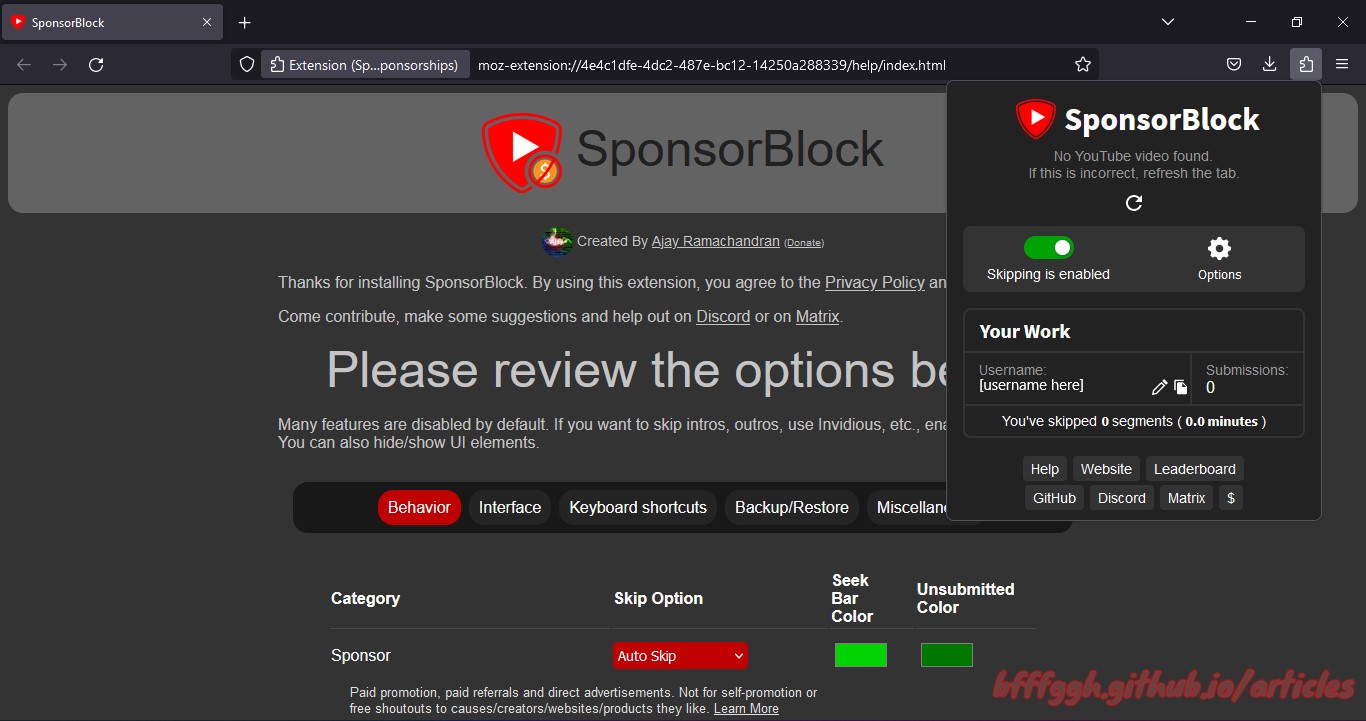 SponsorBlock
Extension (Sp...ponsorships)
moz-extension://4e4c1dfe-4dc2-487e-bc12-14250a288339/help/index.html
SponsorBlock
Created By Ajay Ramachandran (Donate)
Thanks for installing SponsorBlock. By using this extension, you agree to the Privacy Policy an
Come contribute, make some suggestions and help out on Discord or on Matrix.
Please review the options be
Many features are disabled by default. If you want to skip intros, outros, use Invidious, etc., ena
You can also hide/show UI elements.
Behavior Interface Keyboard shortcuts Backup/Restore Miscellane
Category Skip Option Seek Bar Color Unsubmitted Color
Sponsor Auto Skip
Paid promotion, paid referrals and direct advertisements. Not for self-promotion or
free shoutouts to causes/creators/websites/products they like. Learn More
SponsorBlock
No YouTube video found.
If this is incorrect, refresh the tab.
Skipping is enabled Options
Your Work
Username: Submissions:
[username here] 0
You've skipped 0 segments ( 0.0 minutes )
Help Website Leaderboard
GitHub Discord Matrix $
bffffggh.github.io/articles